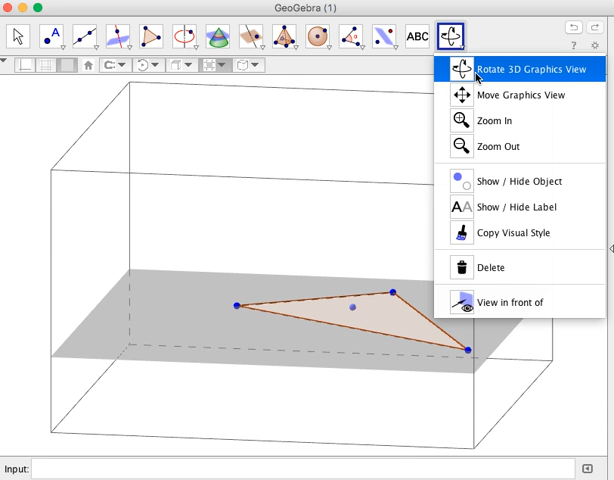 GeoGebra (1)
A
ABC
?
Rotate 3D Graphics View
Move Graphics View
Zoom In
Zoom Out
Show / Hide Object
AA Show / Hide Label
Copy Visual Style
Delete
View in front of
Input: